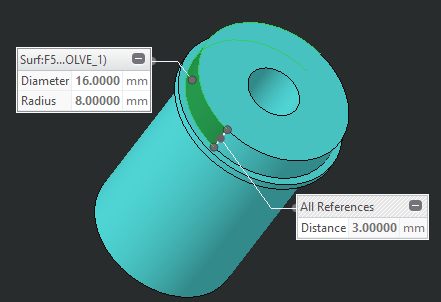 Surf:F5...OLVE_1)
Diameter 16.0000 mm
Radius 8.00000 mm
All References
Distance 3.00000 mm